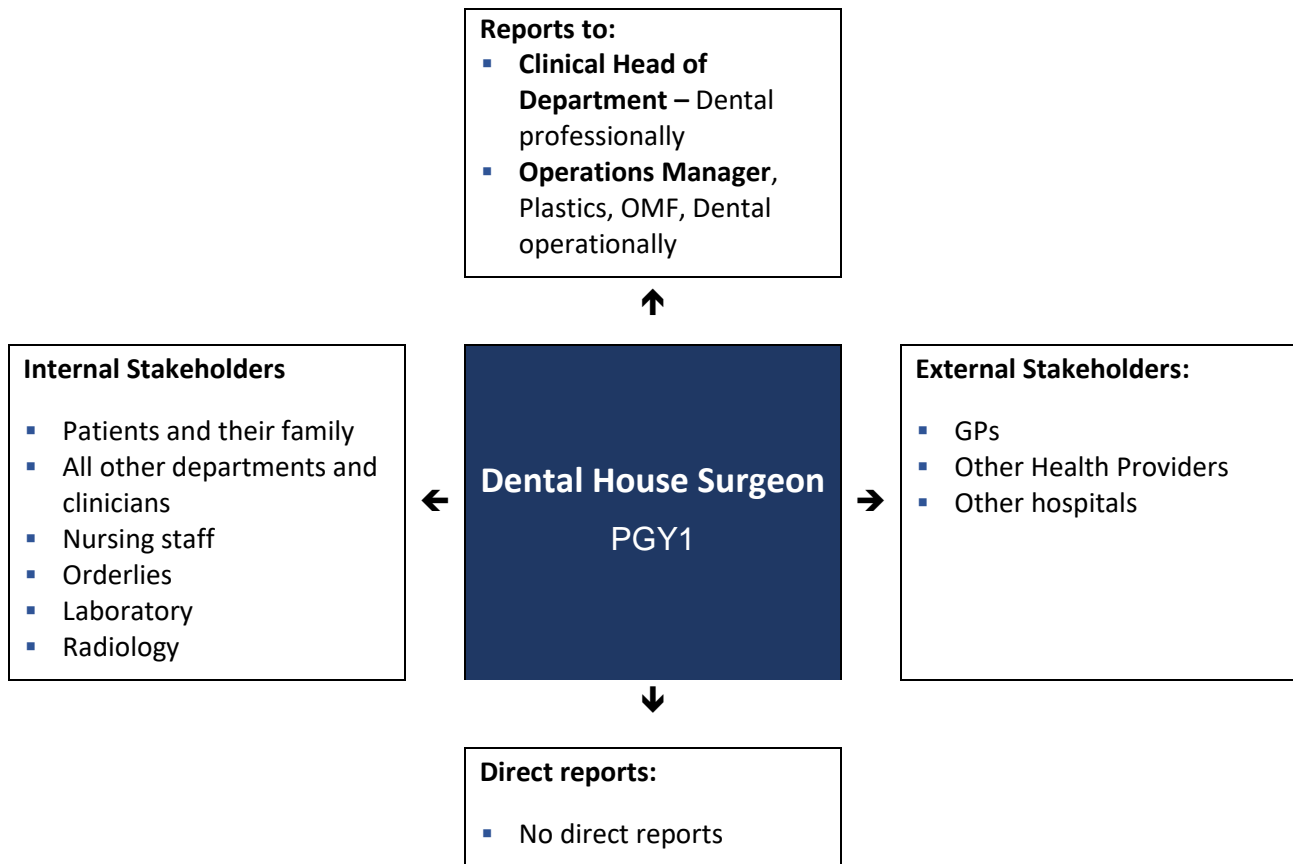 Reports to:
▪ Clinical Head of
Department – Dental
professionally
▪ Operations Manager,
Plastics, OMF, Dental
operationally
Internal Stakeholders
▪ Patients and their family
▪ All other departments and
clinicians
▪ Nursing staff
▪ Orderlies
▪ Laboratory
▪ Radiology
Dental House Surgeon
PGY1
External Stakeholders:
▪ GPs
▪ Other Health Providers
▪ Other hospitals
Direct reports:
▪ No direct reports